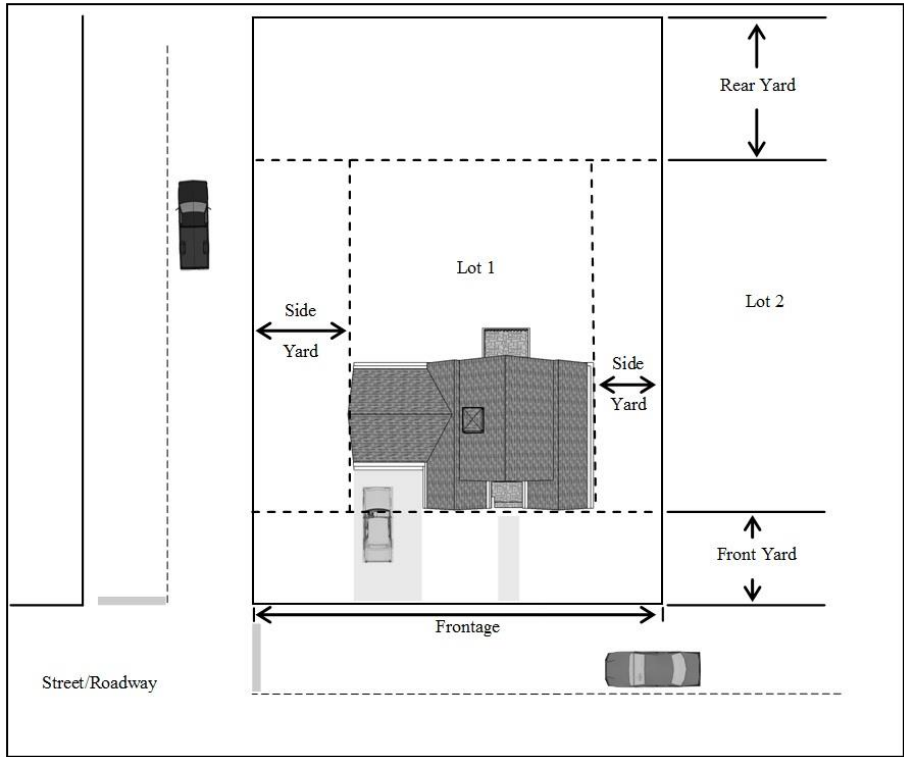 Rear Yard
Lot 1
Lot 2
Side
Yard
Side
Yard
Front Yard
Frontage
Street/Roadway